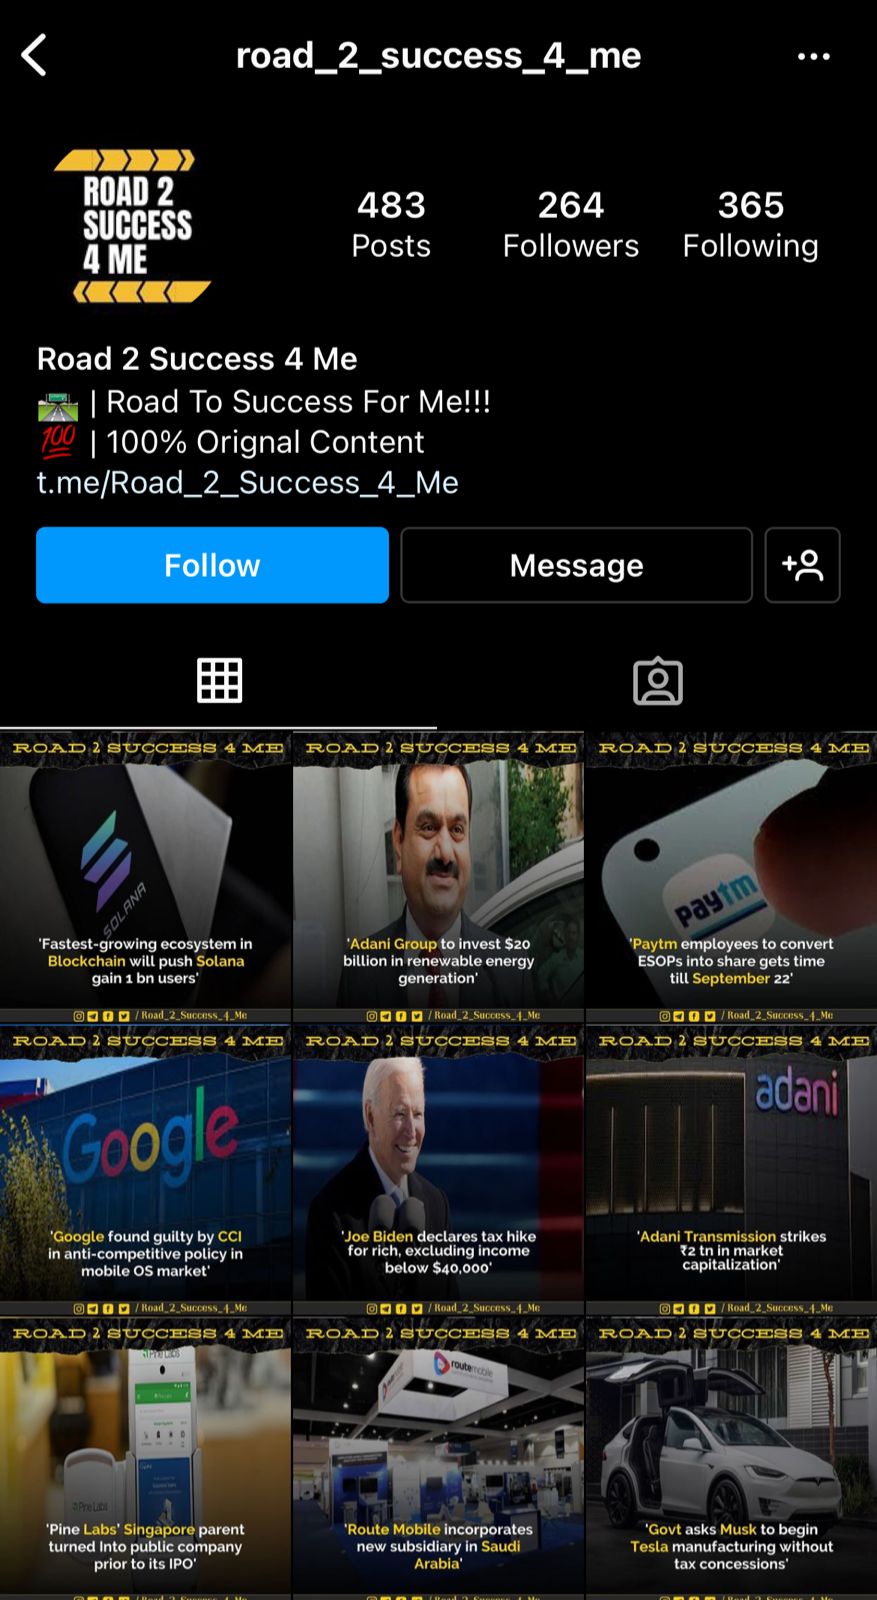 road_2_success_4_me
ROAD 2
SUCCESS
4 ME
483
Posts
264
Followers
365
Following
Road 2 Success 4 Me
🛣️ | Road To Success For Me!!!
💯 | 100% Orignal Content
t.me/Road_2_Success_4_Me
Follow
Message
ROAD 2 SUCCESS 4 ME
SOLANA
'Fastest-growing ecosystem in
Blockchain will push Solana
gain 1 bn users'
/ Road_2_Success_4_Me
ROAD 2 SUCCESS 4 ME
'Adani Group to invest $20
billion in renewable energy
generation'
/ Road_2_Success_4_Me
ROAD 2 SUCCESS 4 ME
paytm
'Paytm employees to convert
ESOPs into share gets time
till September 22'
/ Road_2_Success_4_Me
ROAD 2 SUCCESS 4 ME
Google
'Google found guilty by CCI
in anti-competitive policy in
mobile OS market'
/ Road_2_Success_4_Me
ROAD 2 SUCCESS 4 ME
'Joe Biden declares tax hike
for rich, excluding income
below $40,000'
/ Road_2_Success_4_Me
ROAD 2 SUCCESS 4 ME
adani
'Adani Transmission strikes
₹2 tn in market
capitalization'
/ Road_2_Success_4_Me
ROAD 2 SUCCESS 4 ME
Pine Labs
Pine Labs
'Pine Labs' Singapore parent
turned Into public company
prior to its IPO'
ROAD 2 SUCCESS 4 ME
routemobile
'Route Mobile incorporates
new subsidiary in Saudi
Arabia'
ROAD 2 SUCCESS 4 ME
'Govt asks Musk to begin
Tesla manufacturing without
tax concessions'